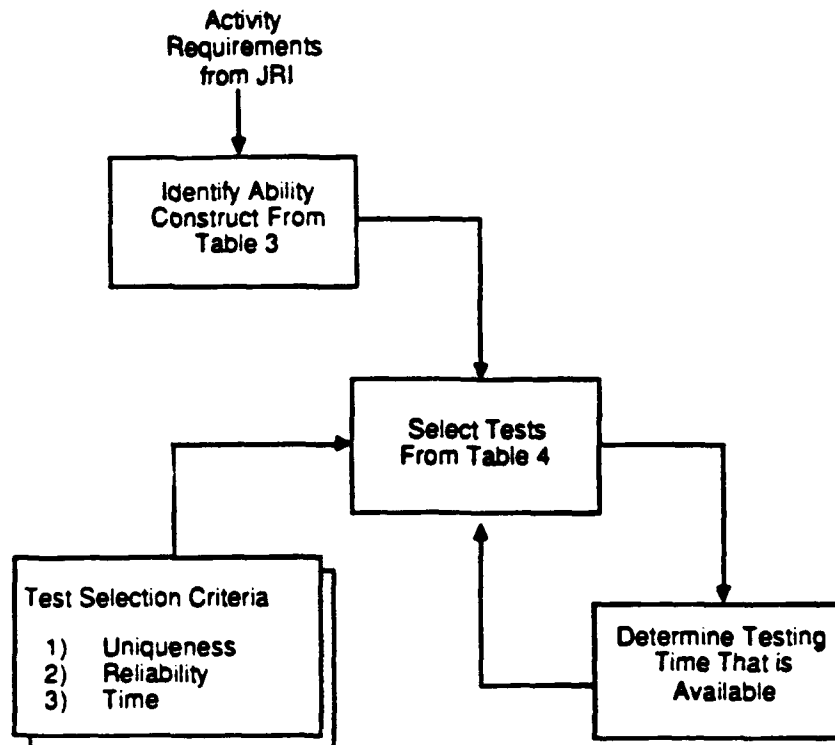 Activity
Requirements
from JRI
Identify Ability
Construct From
Table 3
Select Tests
From Table 4
Test Selection Criteria
1) Uniqueness
2) Reliability
3) Time
Determine Testing
Time That is
Available